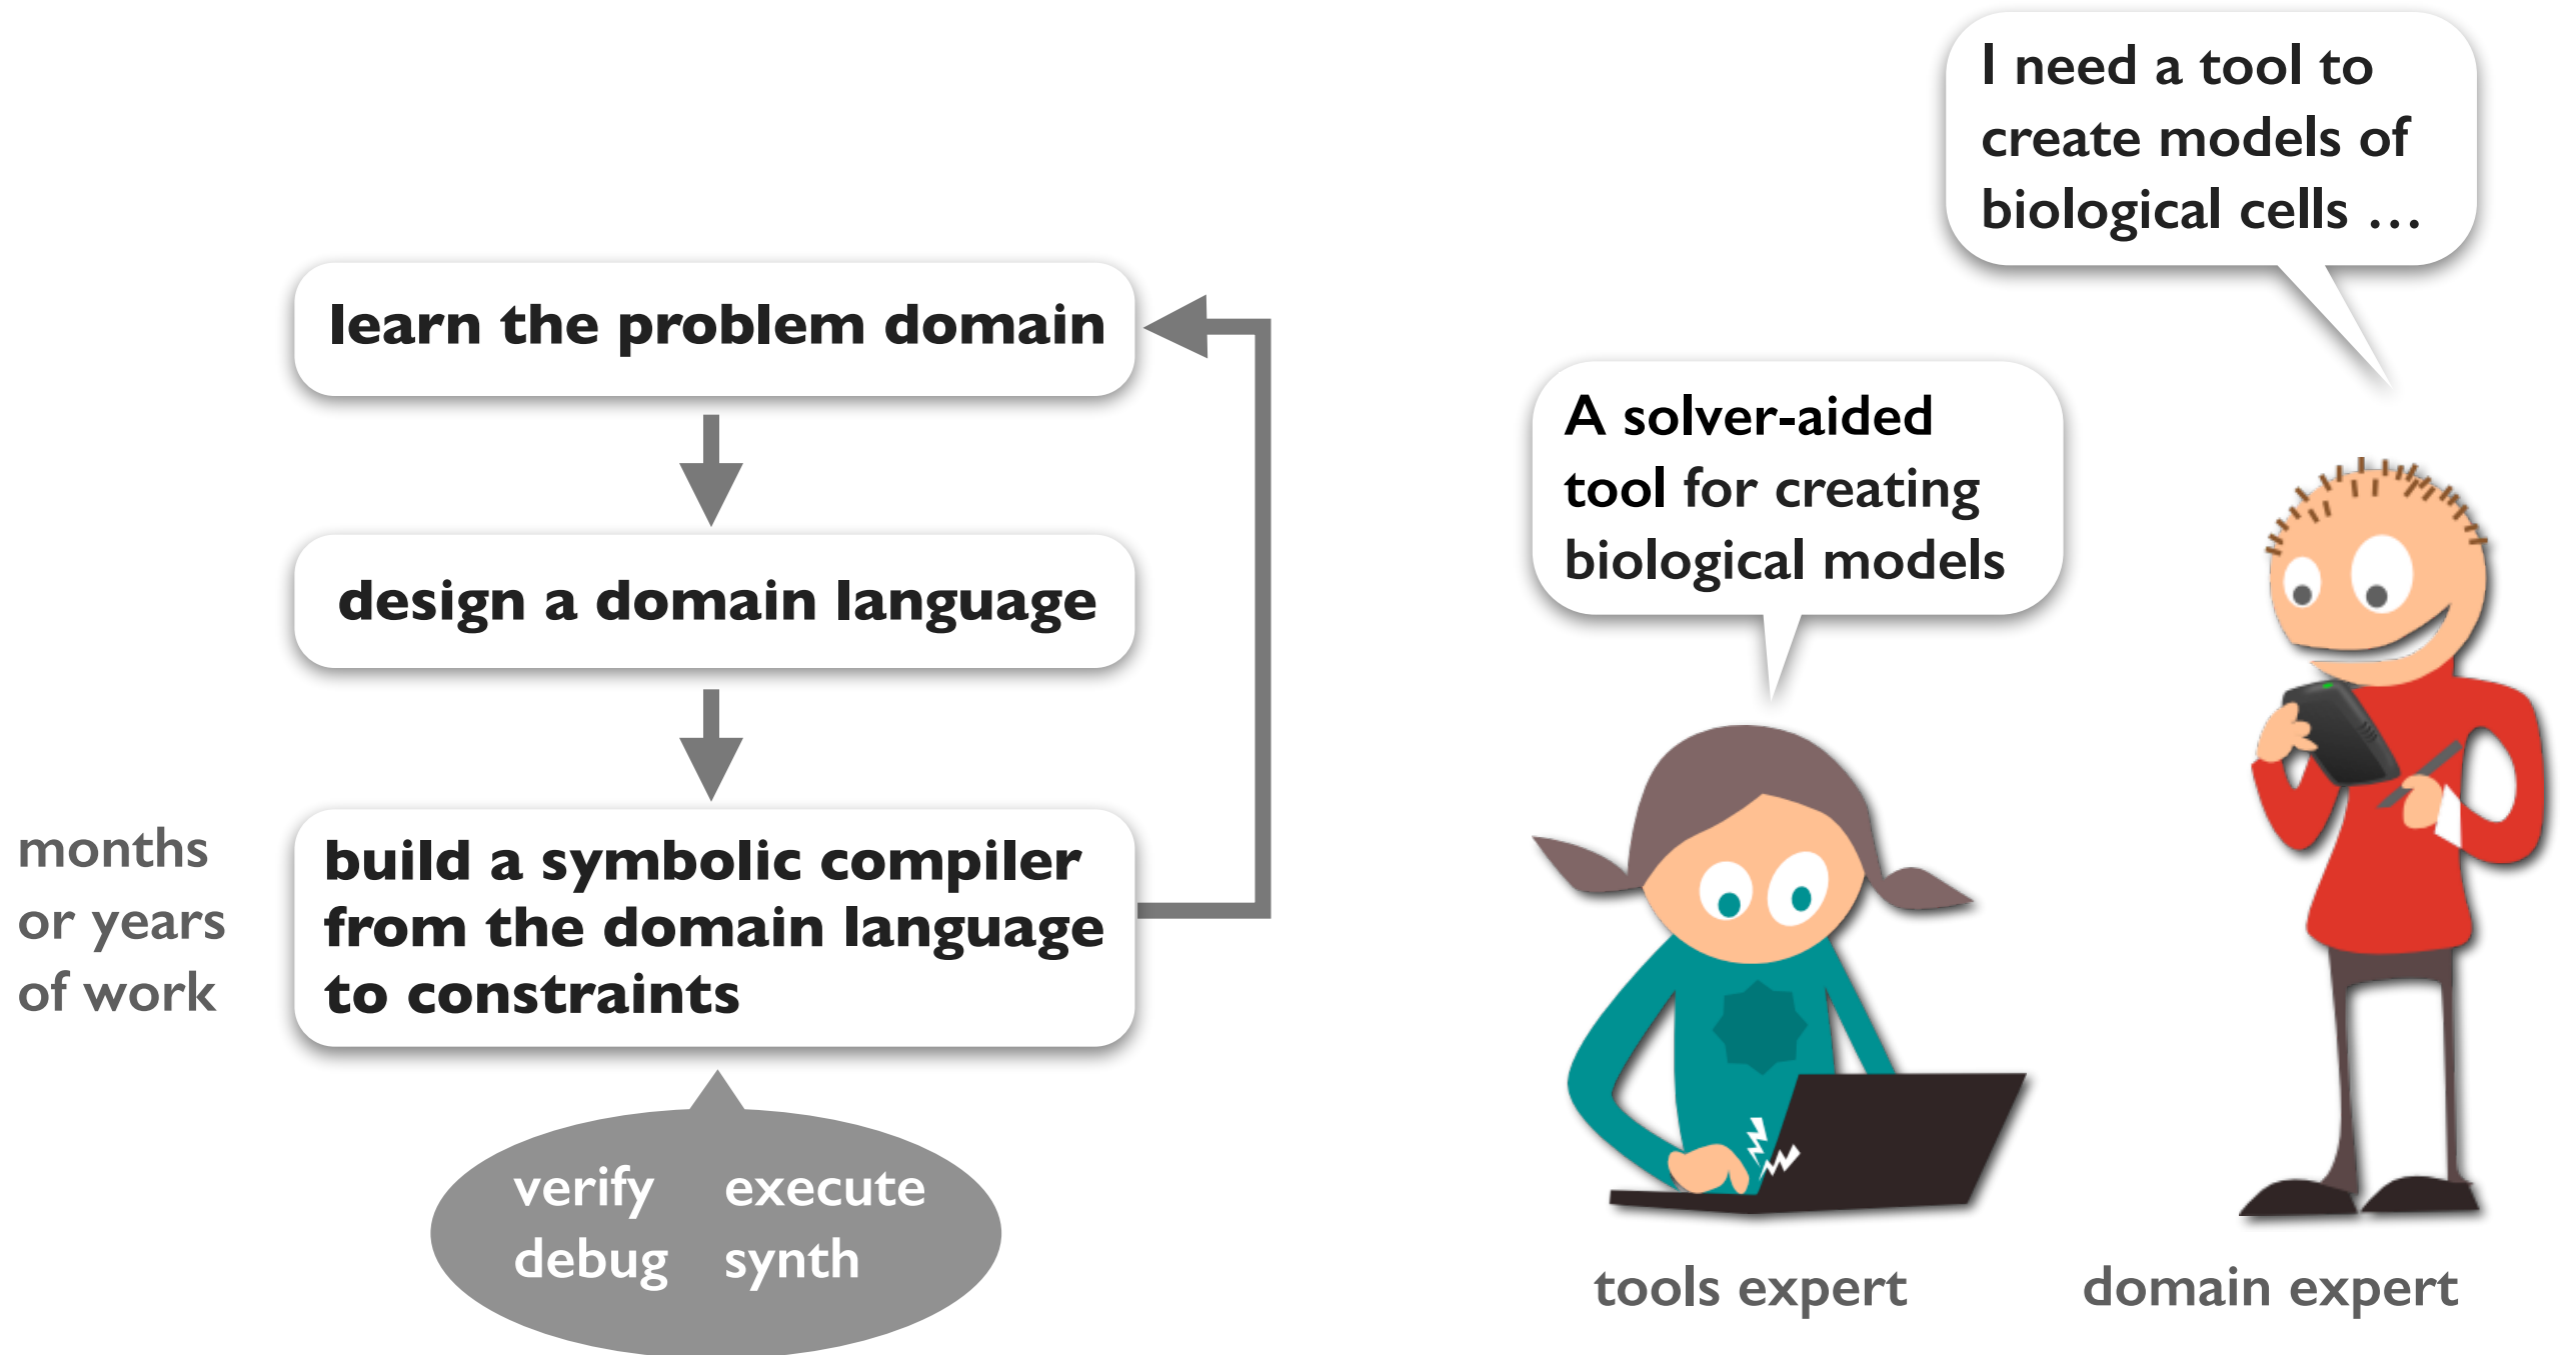 I need a tool to
create models of
biological cells …
learn the problem domain
A solver-aided
tool for creating
biological models
design a domain language
months
or years
of work
build a symbolic compiler
from the domain language
to constraints
verify execute
debug synth
tools expert
domain expert